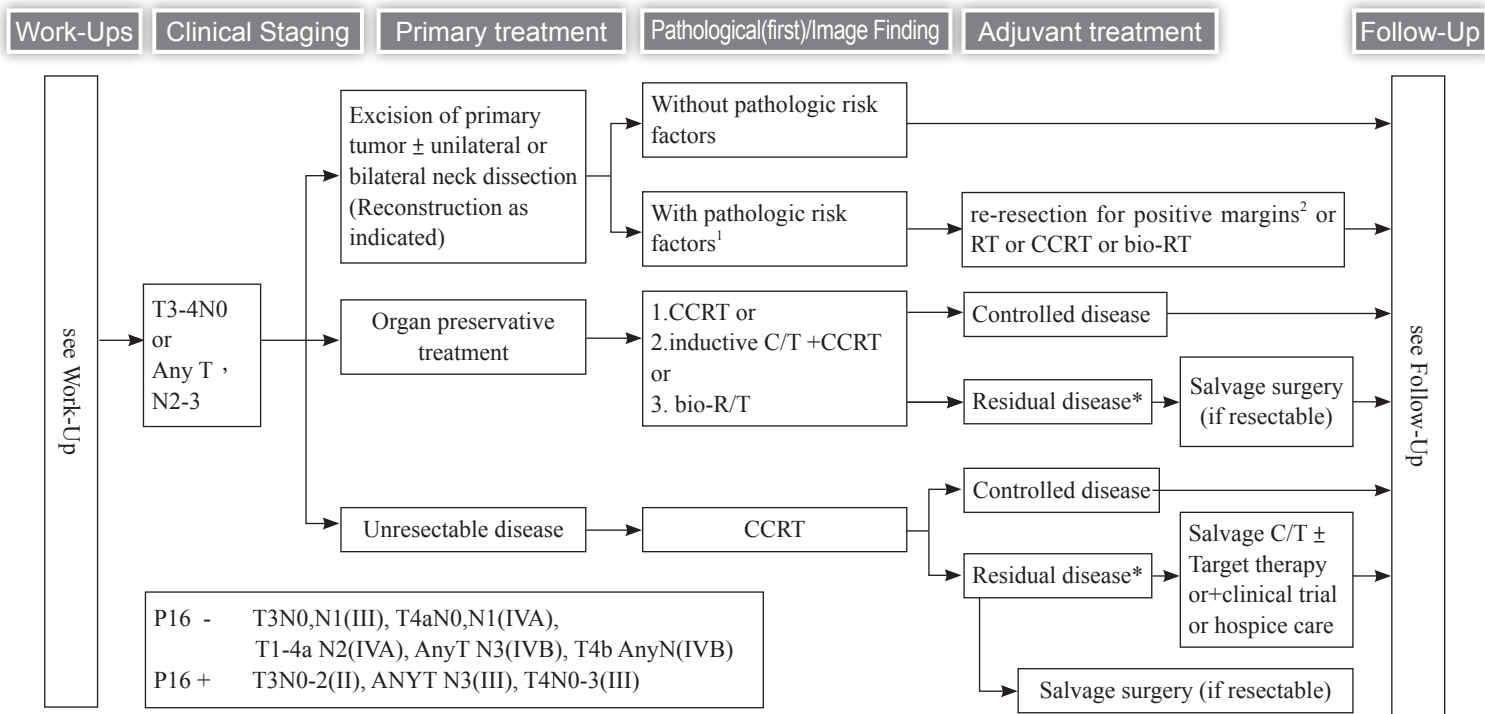 Work-Ups
Clinical Staging
Primary treatment
Pathological(first)/Image Finding
Adjuvant treatment
Follow-Up
see Work-Up
T3-4N0
or
Any T，
N2-3
Excision of primary
tumor ± unilateral or
bilateral neck dissection
(Reconstruction as
indicated)
Without pathologic risk
factors
With pathologic risk
factors¹
re-resection for positive margins² or
RT or CCRT or bio-RT
Organ preservative
treatment
1.CCRT or
2.inductive C/T +CCRT
or
3. bio-R/T
Controlled disease
Residual disease*
Salvage surgery
(if resectable)
Unresectable disease
CCRT
Controlled disease
Residual disease*
Salvage C/T ±
Target therapy
or+clinical trial
or hospice care
Salvage surgery (if resectable)
see Follow-Up
P16 - T3N0,N1(III), T4aN0,N1(IVA),
T1-4a N2(IVA), AnyT N3(IVB), T4b AnyN(IVB)
P16 + T3N0-2(II), ANYT N3(III), T4N0-3(III)